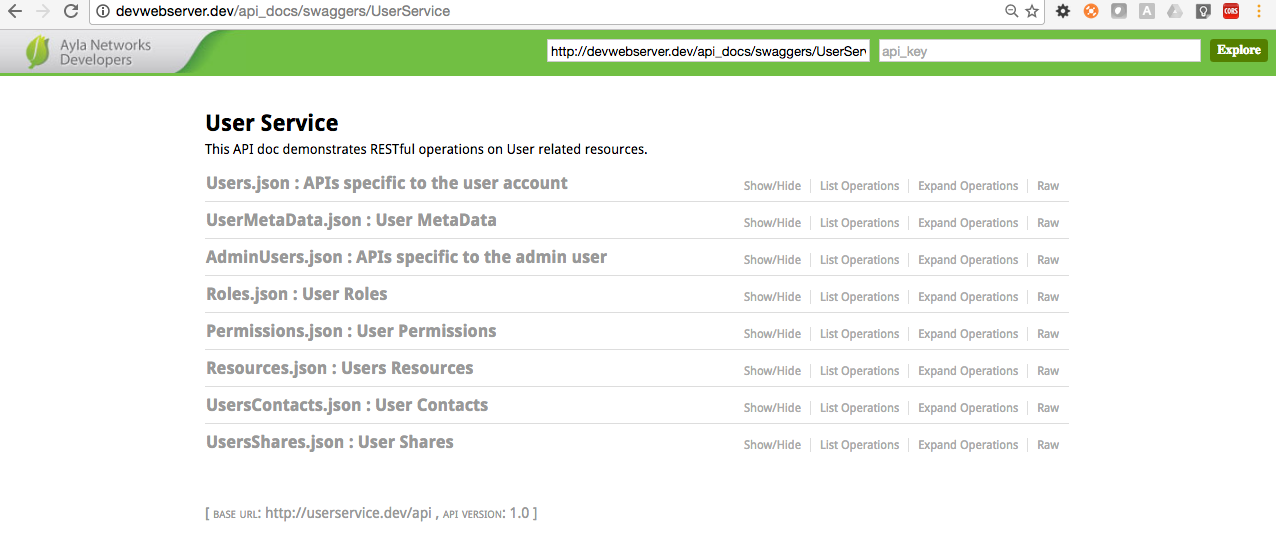 devwebserver.dev/api_docs/swaggers/UserService
CORS
Ayla Networks
Developers
http://devwebserver.dev/api_docs/swaggers/UserServ
api_key
Explore
User Service
This API doc demonstrates RESTful operations on User related resources.
Users.json : APIs specific to the user account Show/Hide List Operations Expand Operations Raw
UserMetaData.json : User MetaData Show/Hide List Operations Expand Operations Raw
AdminUsers.json : APIs specific to the admin user Show/Hide List Operations Expand Operations Raw
Roles.json : User Roles Show/Hide List Operations Expand Operations Raw
Permissions.json : User Permissions Show/Hide List Operations Expand Operations Raw
Resources.json : Users Resources Show/Hide List Operations Expand Operations Raw
UsersContacts.json : User Contacts Show/Hide List Operations Expand Operations Raw
UsersShares.json : User Shares Show/Hide List Operations Expand Operations Raw
[ BASE URL: http://userservice.dev/api , API VERSION: 1.0 ]